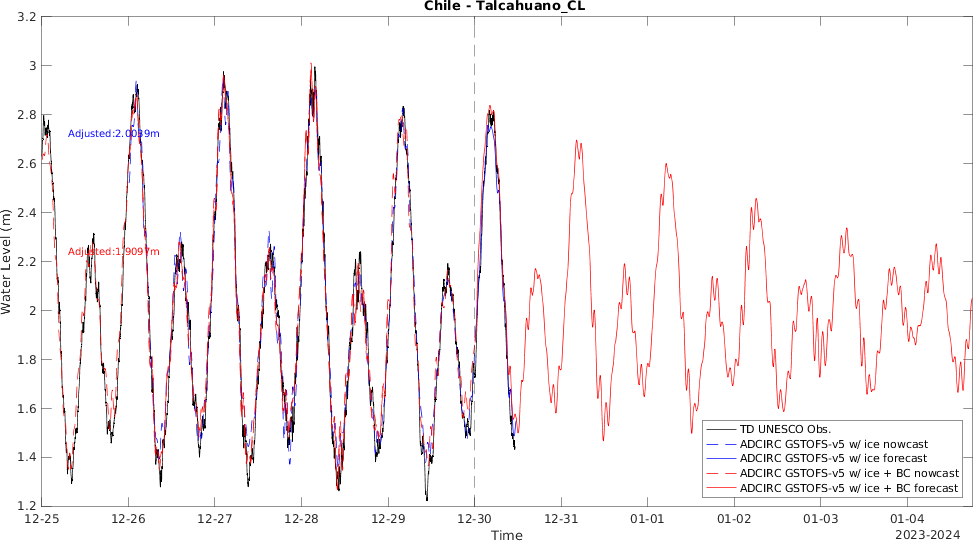 Chile - Talcahuano_CL
Water Level (m)
3.2
3
2.8
2.6
2.4
2.2
2
1.8
1.6
1.4
1.2
Adjusted:2.0039m
Adjusted:1.9097m
TD UNESCO Obs.
ADCIRC GSTOFS-v5 w/ ice nowcast
ADCIRC GSTOFS-v5 w/ ice forecast
ADCIRC GSTOFS-v5 w/ ice + BC nowcast
ADCIRC GSTOFS-v5 w/ ice + BC forecast
12-25 12-26 12-27 12-28 12-29 12-30 12-31 01-01 01-02 01-03 01-04
Time
2023-2024